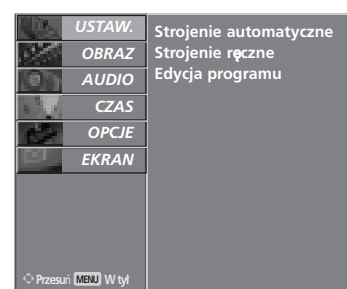 USTAW.
OBRAZ
AUDIO
CZAS
OPCJE
EKRAN
Strojenie automatyczne
Strojenie ręczne
Edycja programu
Przesuń MENU W tył